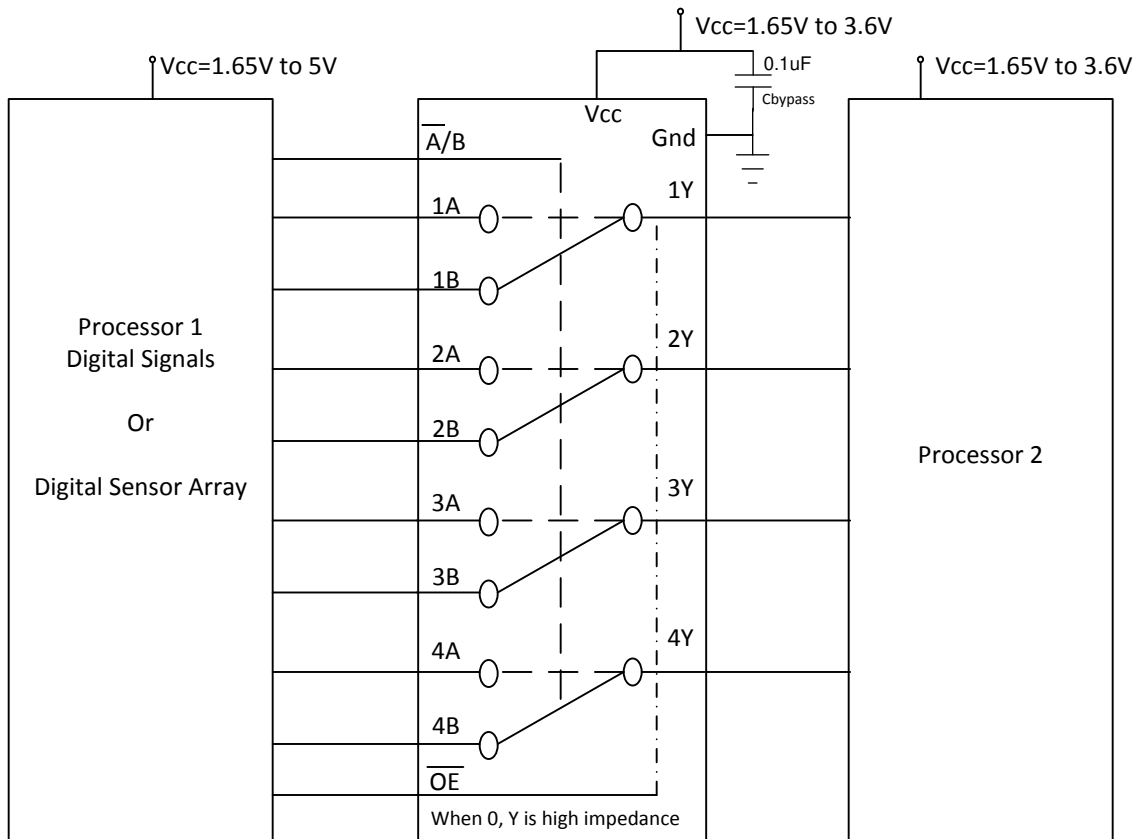 Vcc=1.65V to 3.6V
Vcc=1.65V to 5V
0.1uF
Cbypass
Vcc=1.65V to 3.6V
Vcc
Gnd
A̅/B
1A
1Y
1B
2A
2Y
2B
3A
3Y
3B
4A
4Y
4B
O̅E̅
When 0, Y is high impedance
Processor 1
Digital Signals
Or
Digital Sensor Array
Processor 2